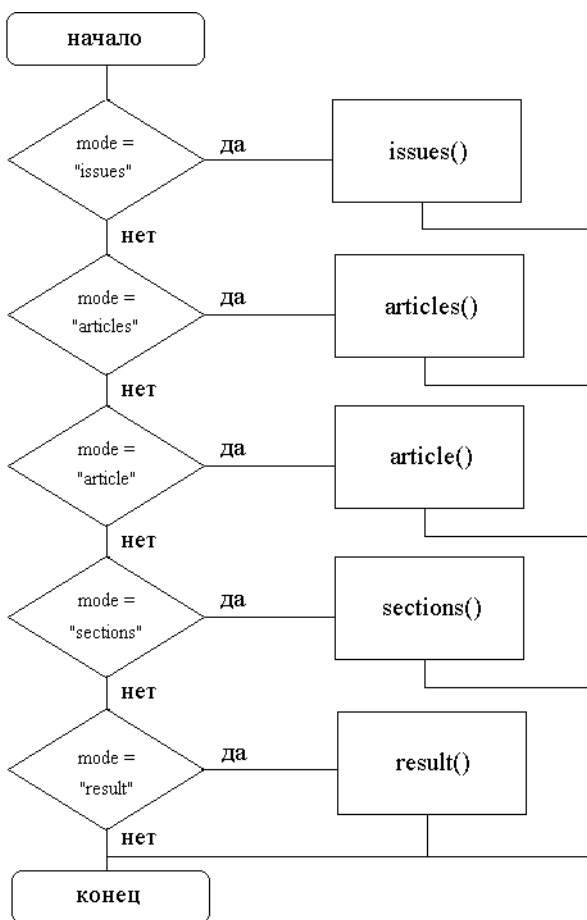 начало
mode =
"issues"
да
issues()
нет
mode =
"articles"
да
articles()
нет
mode =
"article"
да
article()
нет
mode =
"sections"
да
sections()
нет
mode =
"result"
да
result()
нет
конец